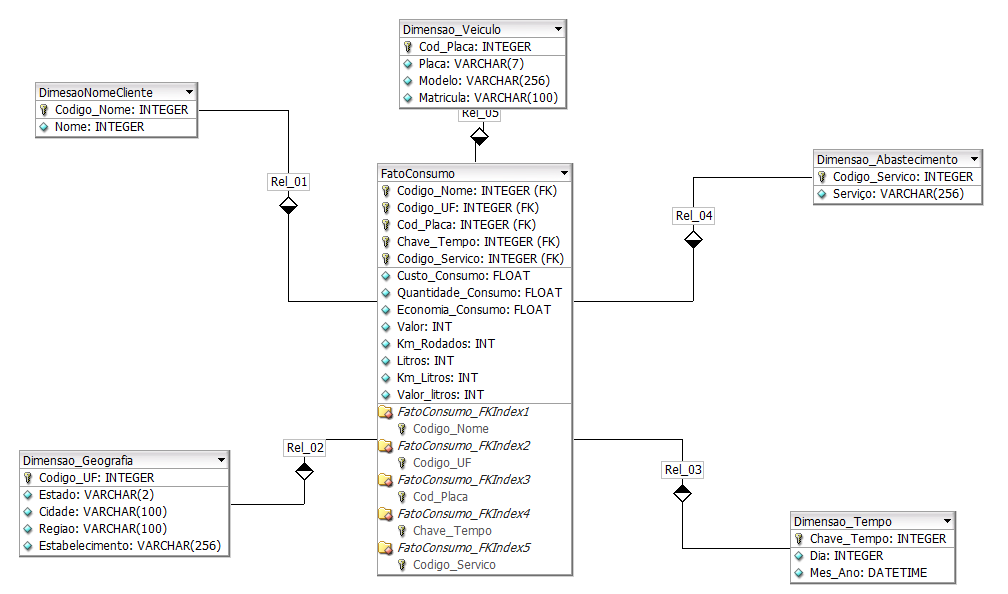 Dimensao_Veiculo
Cod_Placa: INTEGER
Placa: VARCHAR(7)
Modelo: VARCHAR(256)
Matricula: VARCHAR(100)
Rel_05
DimesaoNomeCliente
Codigo_Nome: INTEGER
Nome: INTEGER
Rel_01
FatoConsumo
Codigo_Nome: INTEGER (FK)
Codigo_UF: INTEGER (FK)
Cod_Placa: INTEGER (FK)
Chave_Tempo: INTEGER (FK)
Codigo_Servico: INTEGER (FK)
Custo_Consumo: FLOAT
Quantidade_Consumo: FLOAT
Economia_Consumo: FLOAT
Valor: INT
Km_Rodados: INT
Litros: INT
Km_Litros: INT
Valor_litros: INT
FatoConsumo_FKIndex1
Codigo_Nome
FatoConsumo_FKIndex2
Codigo_UF
FatoConsumo_FKIndex3
Cod_Placa
FatoConsumo_FKIndex4
Chave_Tempo
FatoConsumo_FKIndex5
Codigo_Servico
Dimensao_Abastecimento
Codigo_Servico: INTEGER
Serviço: VARCHAR(256)
Rel_04
Rel_02
Dimensao_Geografia
Codigo_UF: INTEGER
Estado: VARCHAR(2)
Cidade: VARCHAR(100)
Regiao: VARCHAR(100)
Estabelecimento: VARCHAR(256)
Rel_03
Dimensao_Tempo
Chave_Tempo: INTEGER
Dia: INTEGER
Mes_Ano: DATETIME